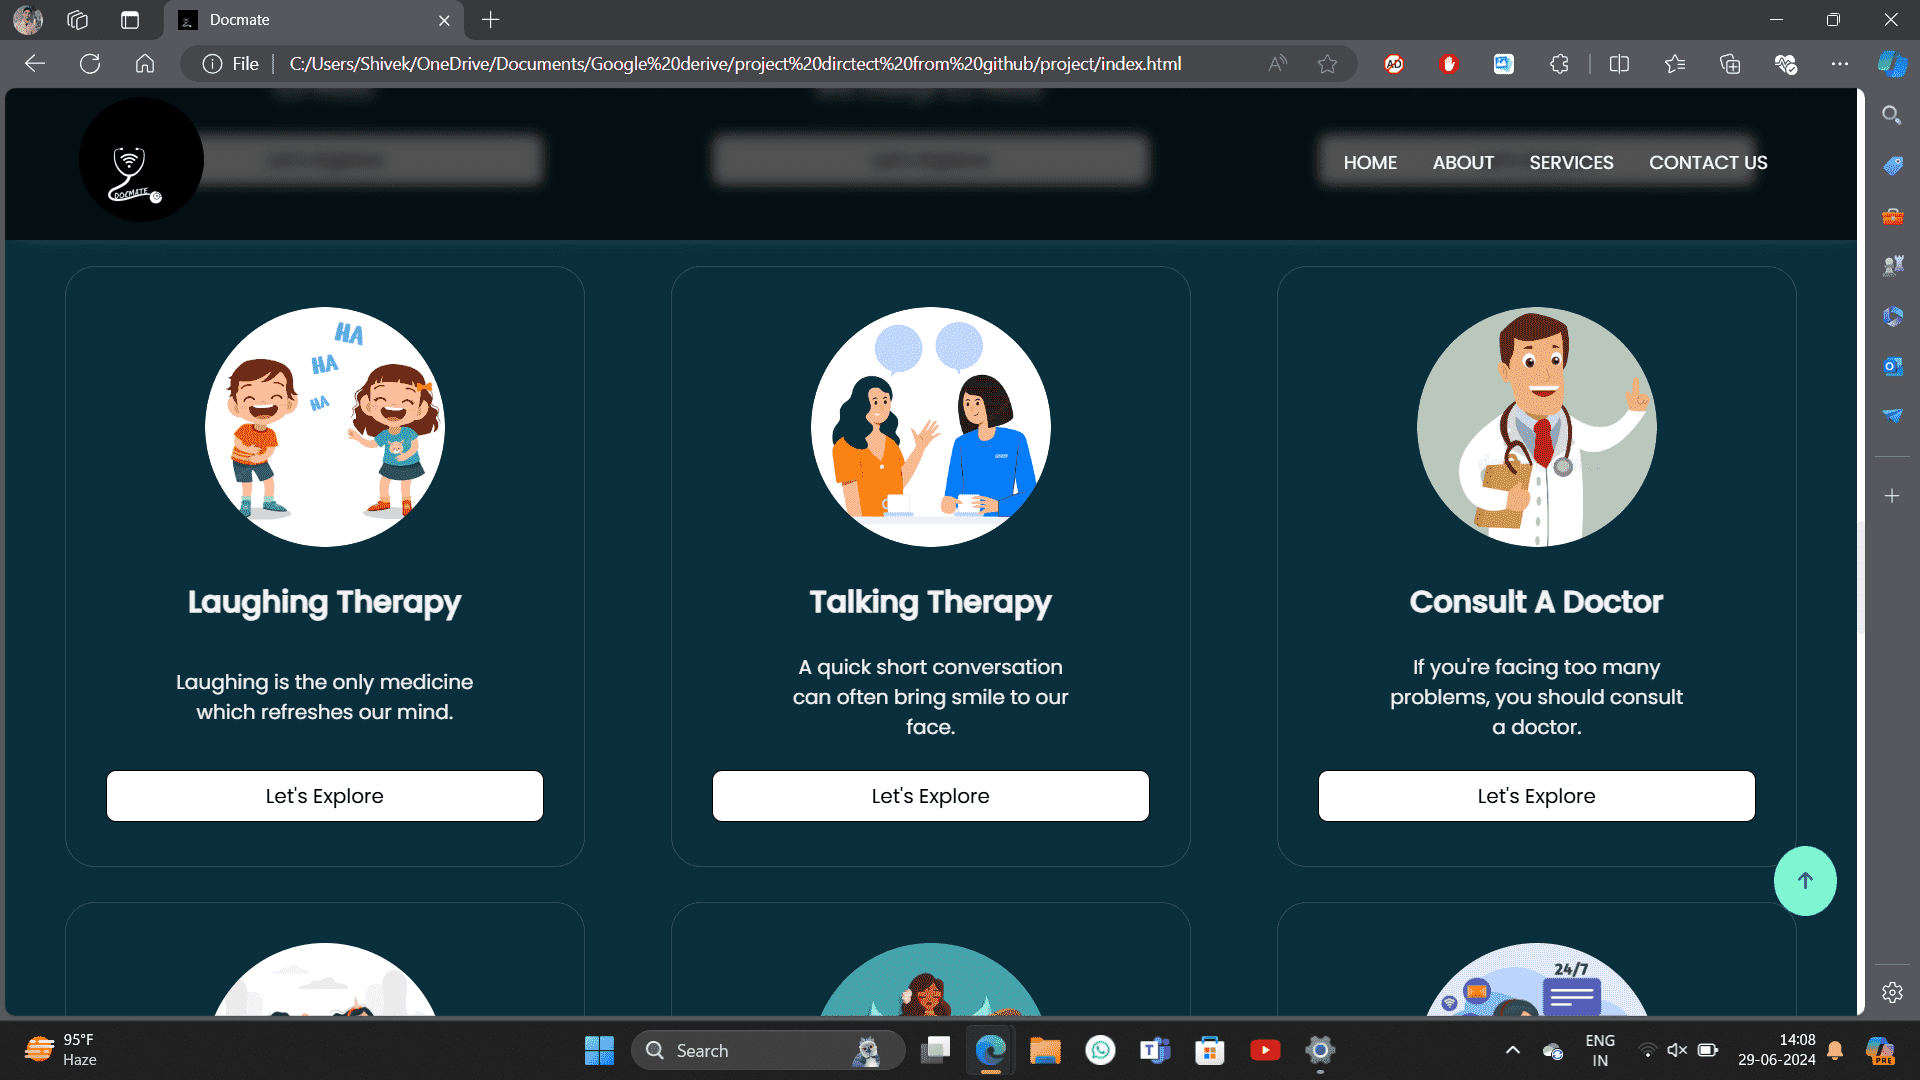 Docmate
File
C:/Users/Shivek/OneDrive/Documents/Google%20derive/project%20dirctect%20from%20github/project/index.html
DOCMATE
HOME ABOUT SERVICES CONTACT US
HA
HA
HA
Laughing Therapy
Laughing is the only medicine
which refreshes our mind.
Let's Explore
Talking Therapy
A quick short conversation
can often bring smile to our
face.
Let's Explore
Consult A Doctor
If you're facing too many
problems, you should consult
a doctor.
Let's Explore
24/7
95°F
Haze
Search
ENG
IN
14:08
29-06-2024
PRE